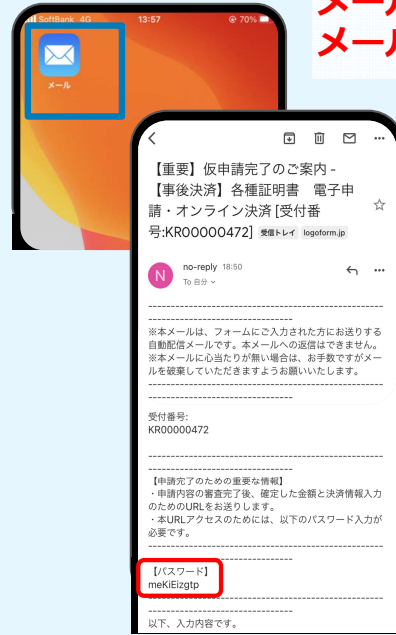 メール
メール
SoftBank 4G 13:57 70%
メール
【重要】仮申請完了のご案内 -
【事後決済】各種証明書 電子申
請・オンライン決済 [受付番
号:KR00000472] 受信トレイ logoform.jp
N no-reply 18:50
To 自分
--------------------------------------------------
-------------------------------
※本メールは、フォームにご入力された方にお送りする
自動配信メールです。本メールへの返信はできません。
※本メールに心当たりが無い場合は、お手数ですがメー
ルを破棄していただきますようお願いいたします。
--------------------------------------------------
-------------------------------
受付番号:
KR00000472
--------------------------------------------------
-------------------------------
【申請完了のための重要な情報】
・申請内容の審査完了後、確定した金額と決済情報入力
のためのURLをお送りします。
・本URLアクセスのためには、以下のパスワード入力が
必要です。
--------------------------------------------------
-------------------------------
【パスワード】
meKiEizgtp
--------------------------------------------------
-------------------------------
以下、入力内容です。